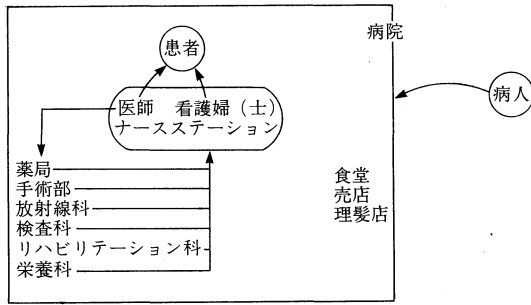 病院
患者
病人
医師 看護婦（士）
ナースステーション
薬局
手術部
放射線科
検査科
リハビリテーション科
栄養科
食堂
売店
理髪店